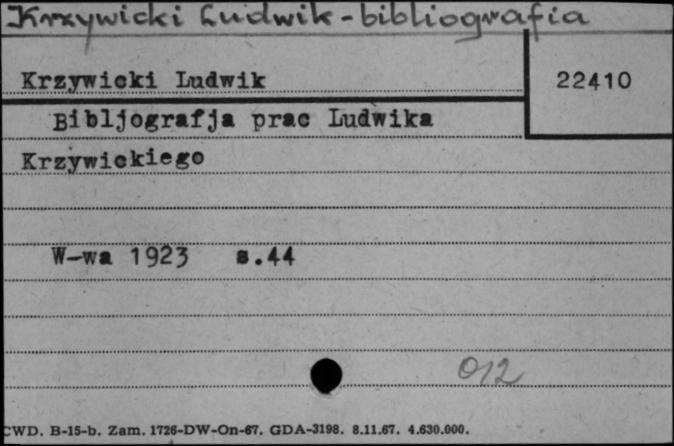 Krzywicki Ludwik - bibliografia
Krzywicki Ludwik
22410
Bibljografja prac Ludwika
Krzywickiego
W-wa 1923 s.44
012
CWD. B-15-b. Zam. 1726-DW-On-67. GDA-3198. 8.11.67. 4.630.000.